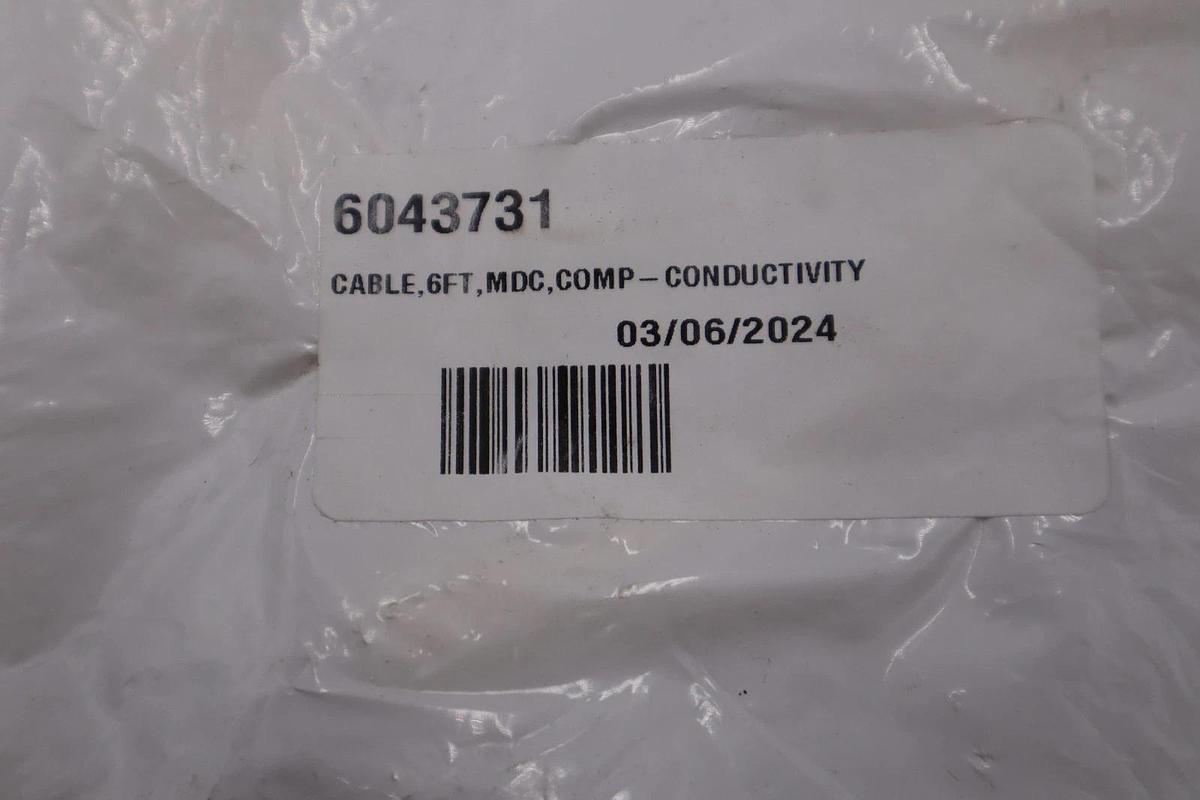 6043731
CABLE,6FT,MDC,COMP-CONDUCTIVITY
03/06/2024